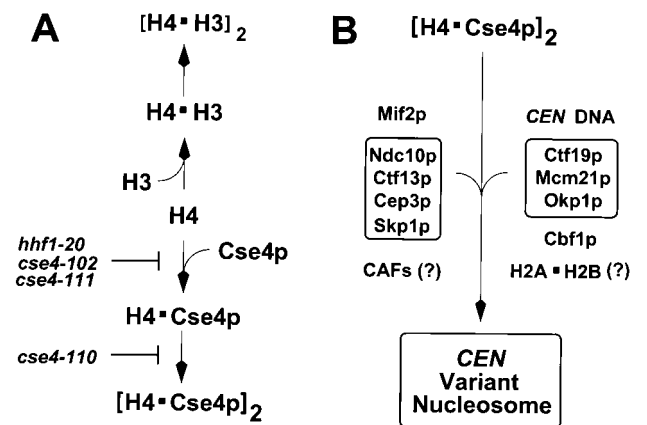 A
[H4▪H3]2
H4▪H3
H3
H4
hhf1-20
cse4-102
cse4-111
Cse4p
H4▪Cse4p
cse4-110
[H4▪Cse4p]2
B
[H4▪Cse4p]2
Mif2p
Ndc10p
Ctf13p
Cep3p
Skp1p
CAFs (?)
CEN DNA
Ctf19p
Mcm21p
Okp1p
Cbf1p
H2A▪H2B (?)
CEN
Variant
Nucleosome